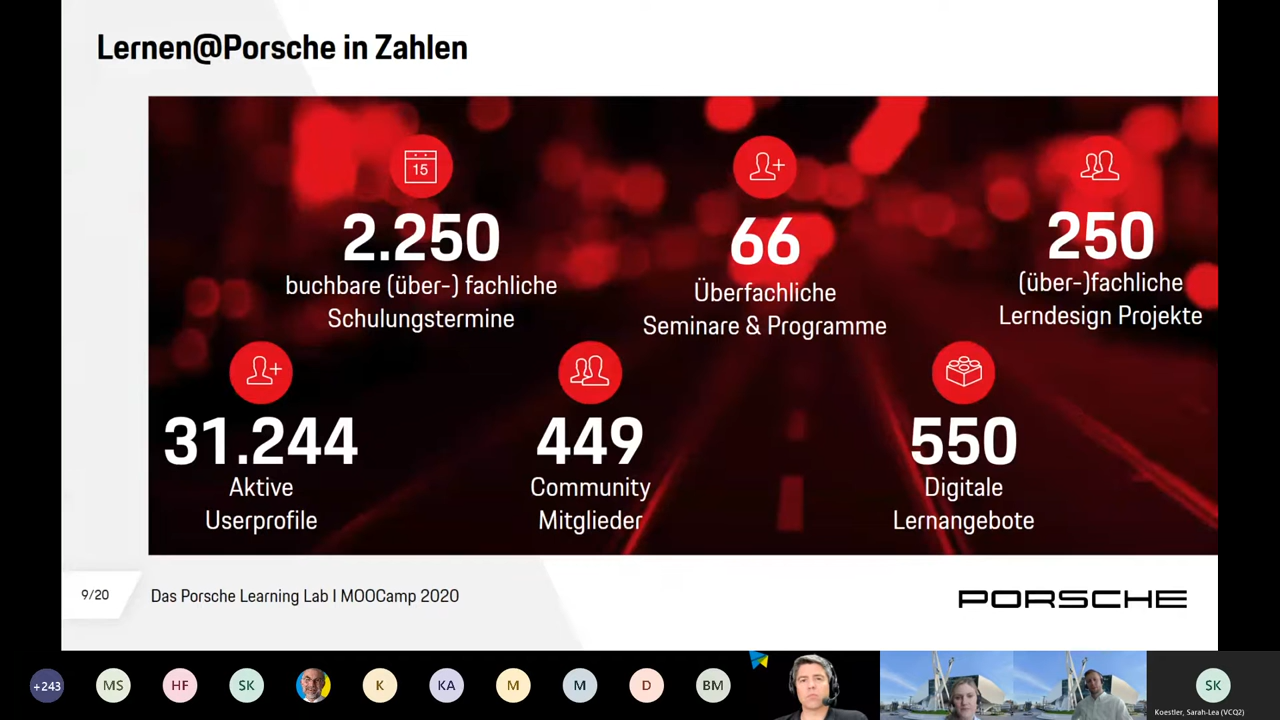 Lernen@Porsche in Zahlen
15
2.250
buchbare (über-) fachliche
Schulungstermine
66
Überfachliche
Seminare & Programme
250
(über-)fachliche
Lerndesign Projekte
31.244
Aktive
Userprofile
449
Community
Mitglieder
550
Digitale
Lernangebote
9/20
Das Porsche Learning Lab I MOOCamp 2020
PORSCHE
+243
MS
HF
SK
K
KA
M
M
D
BM
SK
Koestler, Sarah-Lea (VCQ2)